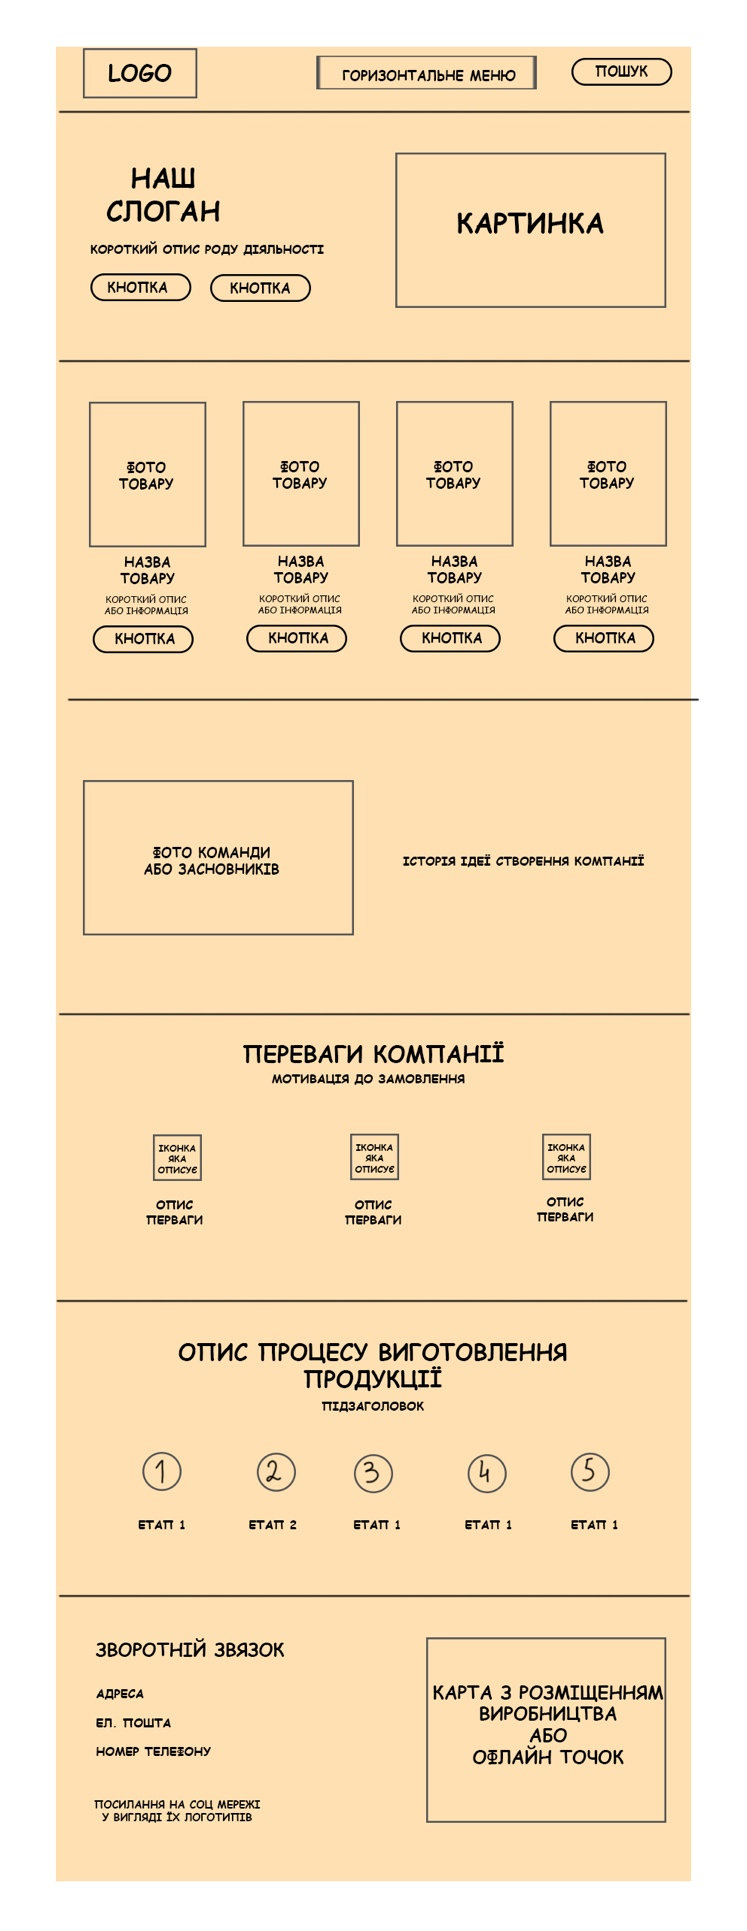 LOGO
ГОРИЗОНТАЛЬНЕ МЕНЮ
ПОШУК
НАШ
СЛОГАН
КОРОТКИЙ ОПИС РОДУ ДІЯЛЬНОСТІ
КНОПКА
КНОПКА
КАРТИНКА
ФОТО
ТОВАРУ
НАЗВА
ТОВАРУ
КОРОТКИЙ ОПИС
АБО ІНФОРМАЦІЯ
КНОПКА
ФОТО
ТОВАРУ
НАЗВА
ТОВАРУ
КОРОТКИЙ ОПИС
АБО ІНФОРМАЦІЯ
КНОПКА
ФОТО
ТОВАРУ
НАЗВА
ТОВАРУ
КОРОТКИЙ ОПИС
АБО ІНФОРМАЦІЯ
КНОПКА
ФОТО
ТОВАРУ
НАЗВА
ТОВАРУ
КОРОТКИЙ ОПИС
АБО ІНФОРМАЦІЯ
КНОПКА
ФОТО КОМАНДИ
АБО ЗАСНОВНИКІВ
ІСТОРІЯ ІДЕЇ СТВОРЕННЯ КОМПАНІЇ
ПЕРЕВАГИ КОМПАНІЇ
МОТИВАЦІЯ ДО ЗАМОВЛЕННЯ
ІКОНКА
ЯКА
ОПИСУЄ
ОПИС
ПЕРВАГИ
ІКОНКА
ЯКА
ОПИСУЄ
ОПИС
ПЕРВАГИ
ІКОНКА
ЯКА
ОПИСУЄ
ОПИС
ПЕРВАГИ
ОПИС ПРОЦЕСУ ВИГОТОВЛЕННЯ
ПРОДУКЦІЇ
ПІДЗАГОЛОВОК
1
2
3
4
5
ЕТАП 1
ЕТАП 2
ЕТАП 1
ЕТАП 1
ЕТАП 1
ЗВОРОТНІЙ ЗВЯЗОК
АДРЕСА
ЕЛ. ПОШТА
НОМЕР ТЕЛЕФОНУ
ПОСИЛАННЯ НА СОЦ МЕРЕЖІ
У ВИГЛЯДІ ЇХ ЛОГОТИПІВ
КАРТА З РОЗМІЩЕННЯМ
ВИРОБНИЦТВА
АБО
ОФЛАЙН ТОЧОК